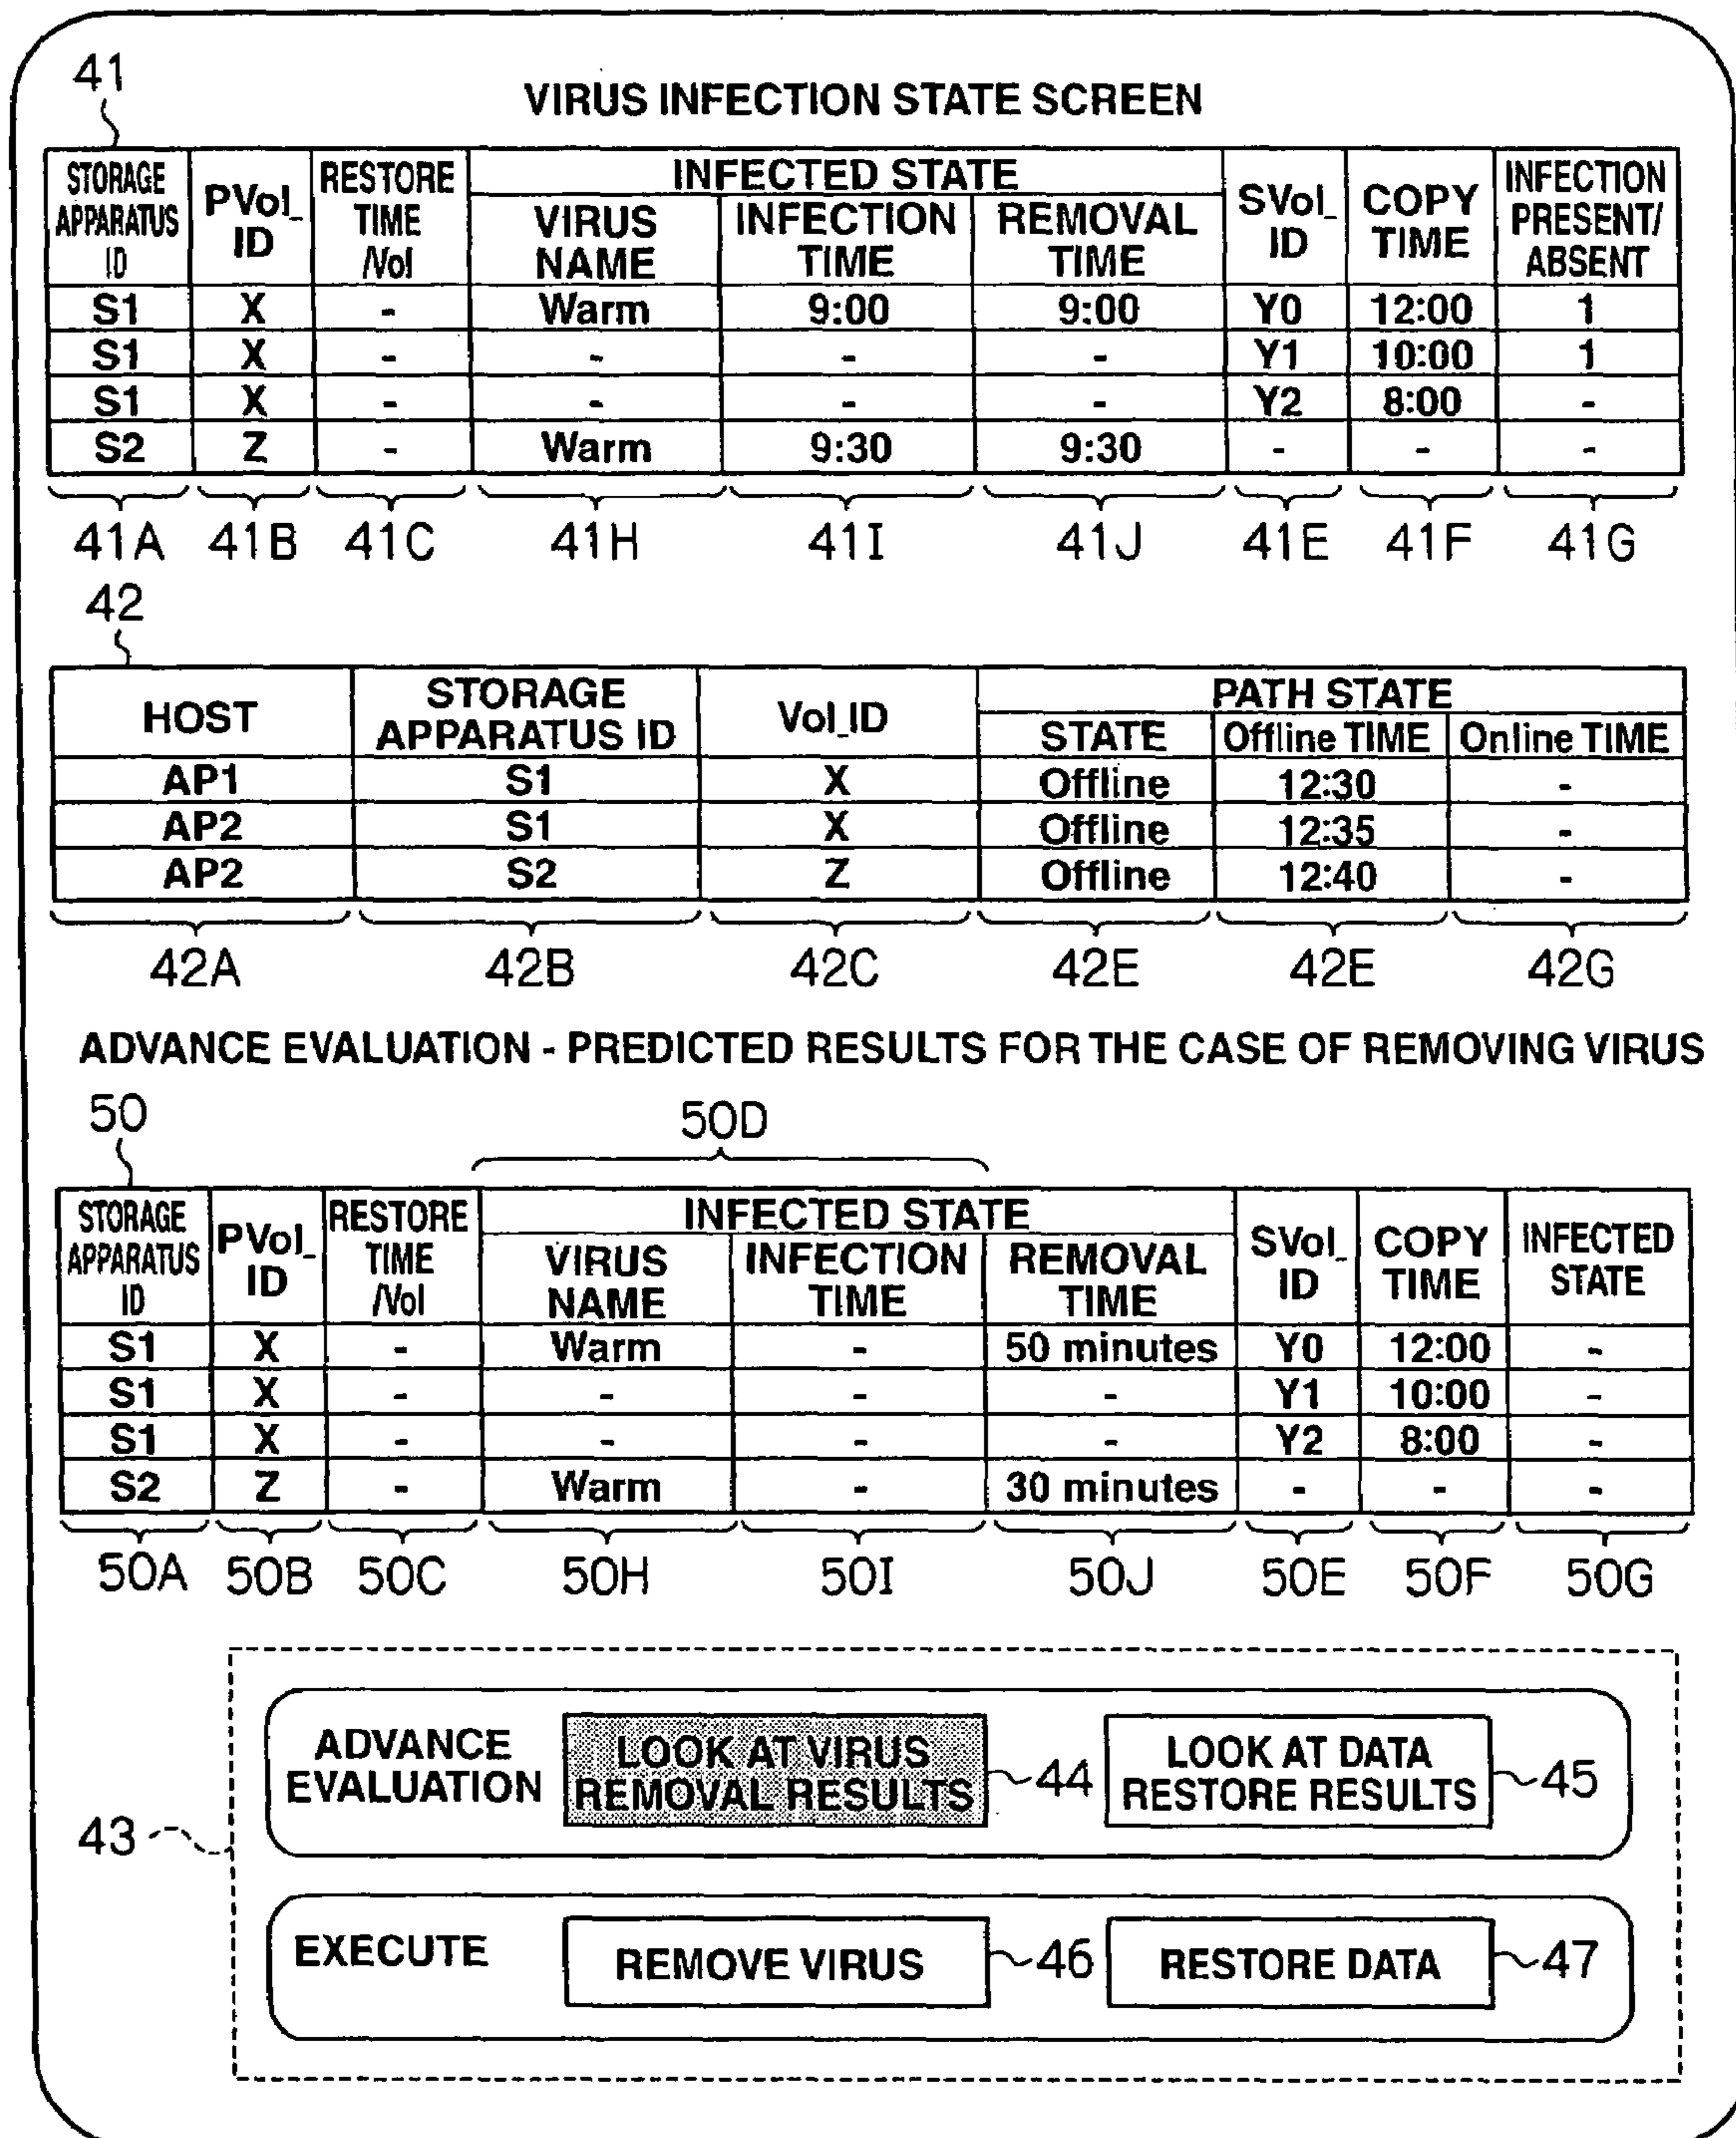 41
VIRUS INFECTION STATE SCREEN
STORAGE APPARATUS ID PVol_ID RESTORE TIME /Vol INFECTED STATE VIRUS NAME INFECTION TIME REMOVAL TIME SVol_ID COPY TIME INFECTION PRESENT/ABSENT
S1 X - Warm 9:00 9:00 Y0 12:00 1
S1 X - - - - Y1 10:00 1
S1 X - - - - Y2 8:00 -
S2 Z - Warm 9:30 9:30 - - -
41A 41B 41C 41H 41I 41J 41E 41F 41G
42
HOST STORAGE APPARATUS ID Vol_ID PATH STATE STATE Offline TIME Online TIME
AP1 S1 X Offline 12:30 -
AP2 S1 X Offline 12:35 -
AP2 S2 Z Offline 12:40 -
42A 42B 42C 42E 42E 42G
ADVANCE EVALUATION - PREDICTED RESULTS FOR THE CASE OF REMOVING VIRUS
50 50D
STORAGE APPARATUS ID PVol_ID RESTORE TIME /Vol INFECTED STATE VIRUS NAME INFECTION TIME REMOVAL TIME SVol_ID COPY TIME INFECTED STATE
S1 X - Warm - 50 minutes Y0 12:00 -
S1 X - - - - Y1 10:00 -
S1 X - - - - Y2 8:00 -
S2 Z - Warm - 30 minutes - - -
50A 50B 50C 50H 50I 50J 50E 50F 50G
43
ADVANCE EVALUATION
LOOK AT VIRUS REMOVAL RESULTS 44
LOOK AT DATA RESTORE RESULTS 45
EXECUTE
REMOVE VIRUS 46
RESTORE DATA 47